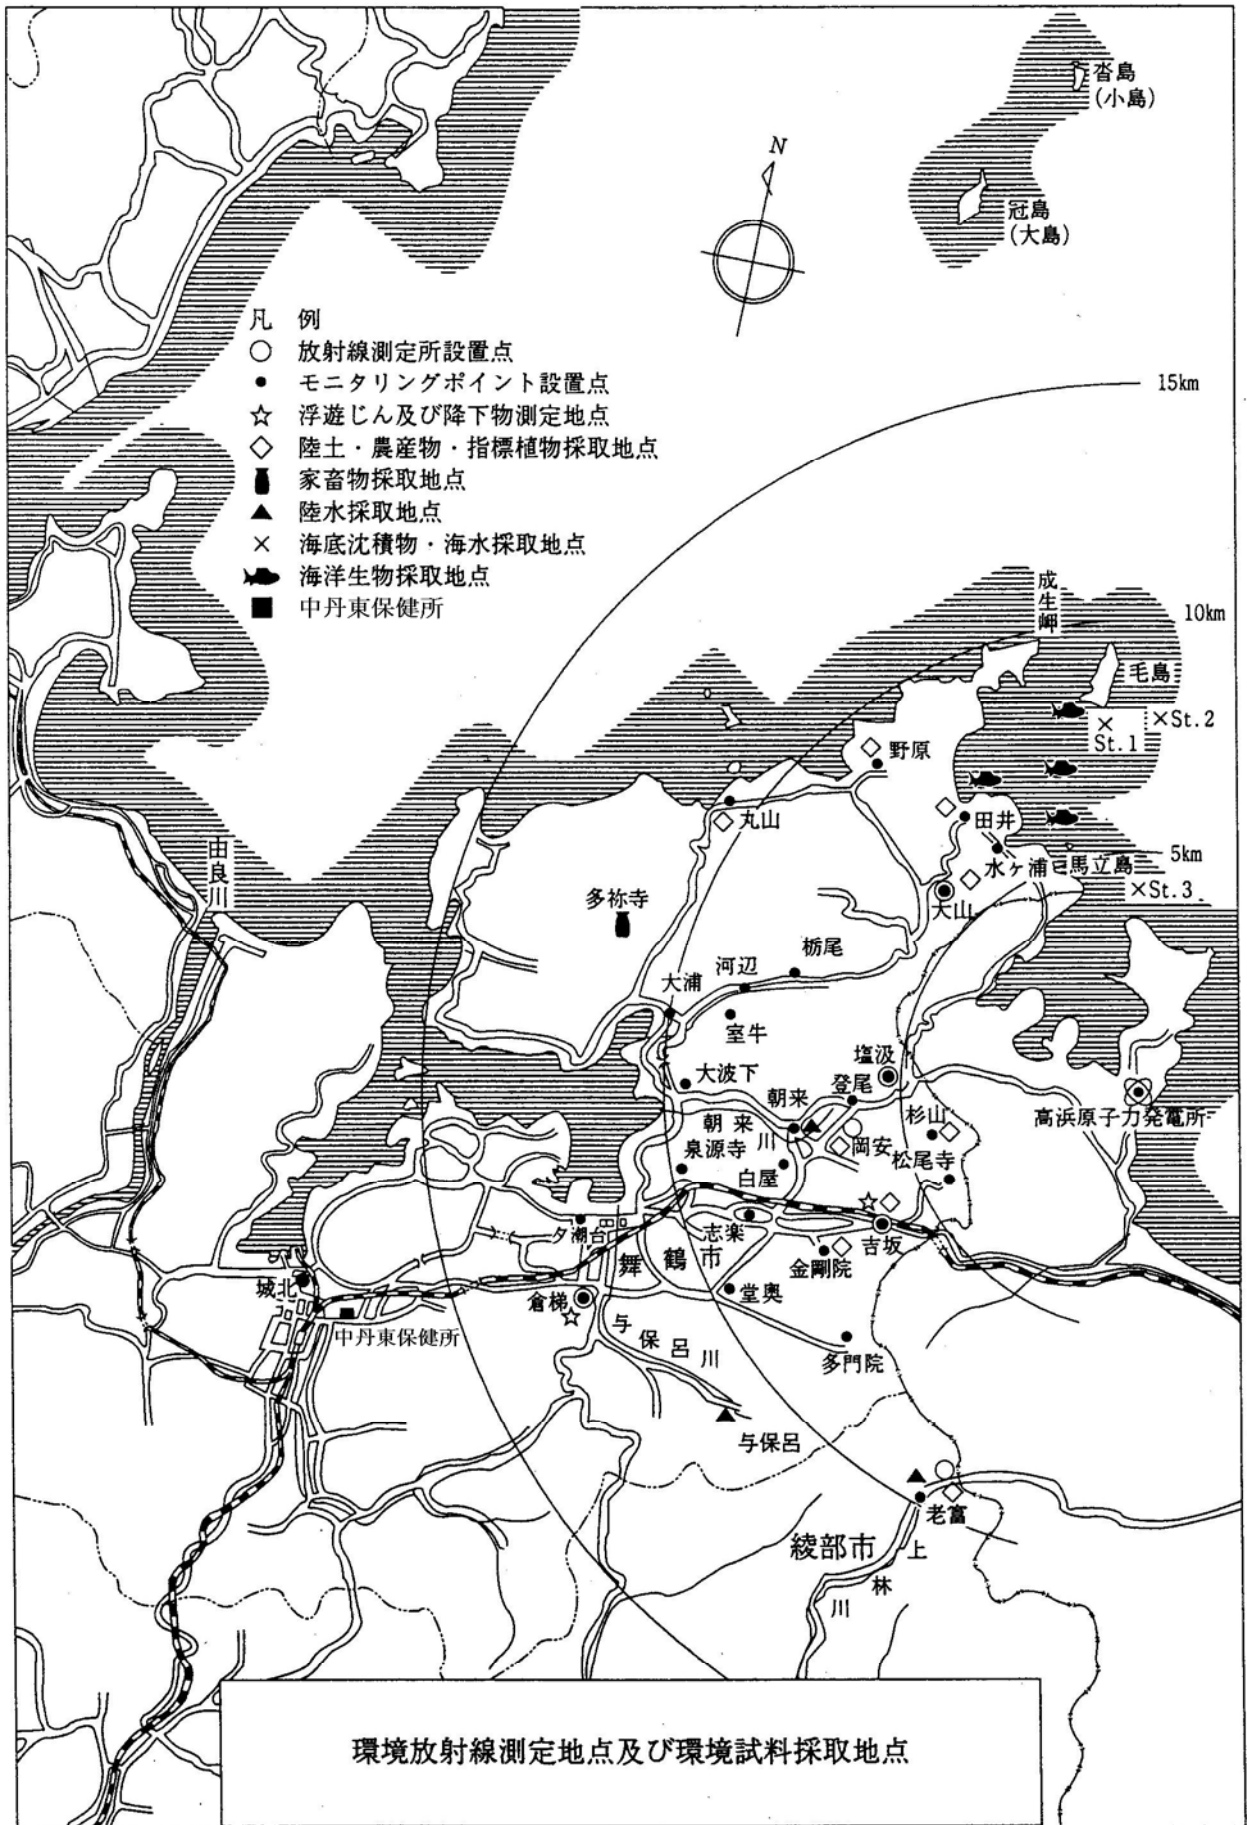 沓島
(小島)
N
冠島
(大島)
凡 例
放射線測定所設置点
モニタリングポイント設置点
浮遊じん及び降下物測定地点
陸土・農産物・指標植物採取地点
家畜物採取地点
陸水採取地点
海底沈積物・海水採取地点
海洋生物採取地点
中丹東保健所
15km
成生岬
10km
毛島
×St.2
×
St.1
野原
丸山
田井
水ヶ浦
馬立島
5km
×St.3
大山
由良川
多祢寺
栃尾
河辺
大浦
室牛
塩汲
大波下
登尾
朝来
朝来川
杉山
高浜原子力発電所
岡安
泉源寺
白屋
松尾寺
夕潮台
志楽
吉坂
舞鶴市
金剛院
城北
倉梯
堂奥
中丹東保健所
与保呂川
多門院
与保呂
老富
綾部市
上林川
環境放射線測定地点及び環境試料採取地点